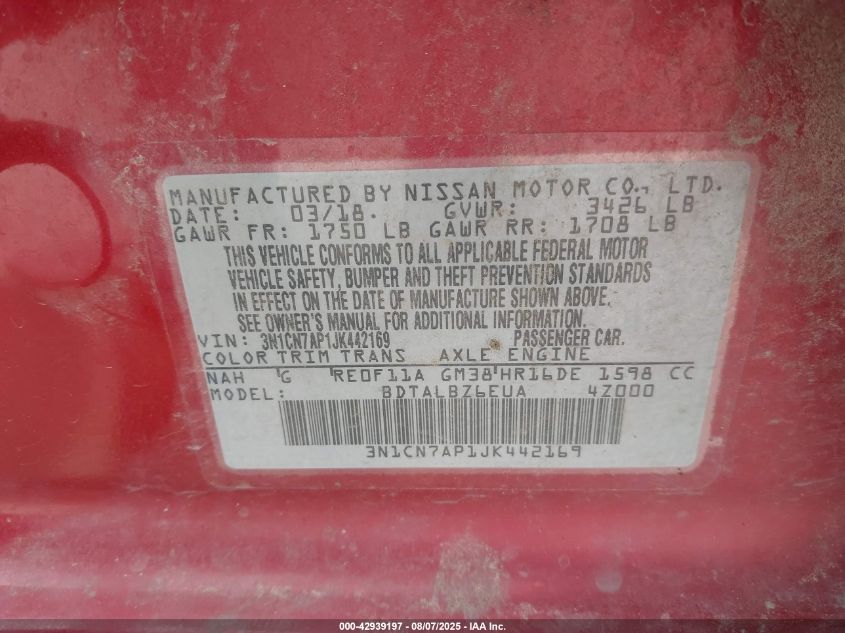 MANUFACTURED BY NISSAN MOTOR CO., LTD.
DATE: 03/18. GVWR: 3426 LB
GAWR FR: 1750 LB GAWR RR: 1708 LB
THIS VEHICLE CONFORMS TO ALL APPLICABLE FEDERAL MOTOR
VEHICLE SAFETY, BUMPER AND THEFT PREVENTION STANDARDS
IN EFFECT ON THE DATE OF MANUFACTURE SHOWN ABOVE.
SEE OWNER'S MANUAL FOR ADDITIONAL INFORMATION.
VIN: 3N1CN7AP1JK442169 PASSENGER CAR.
COLOR TRIM TRANS AXLE ENGINE
NAH 'G 'RE0F11A GM38'HR16DE 1598 CC
MODEL: BDTALBZ6EUA 4Z000
3N1CN7AP1JK442169
000-42939197 - 08/07/2025 - IAA Inc.